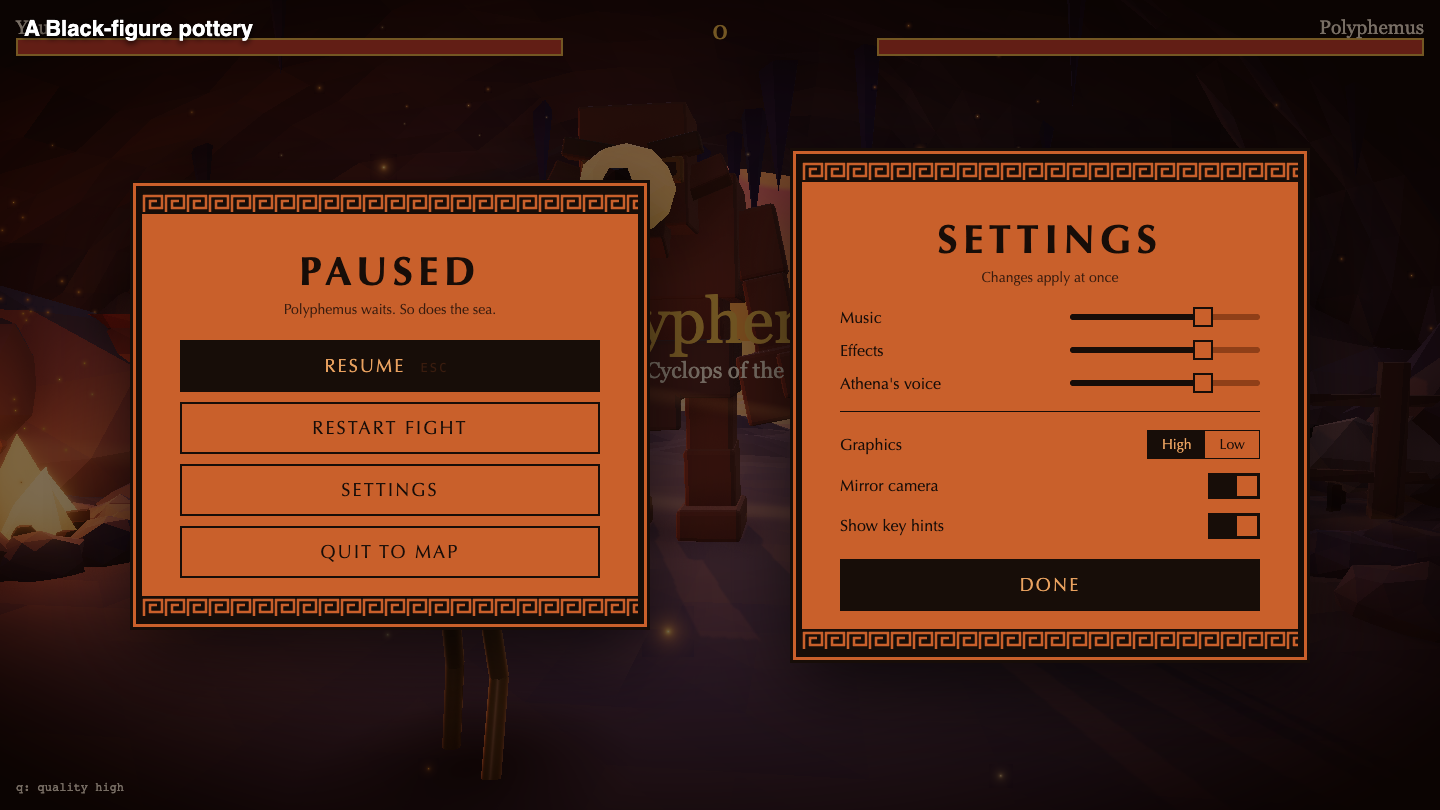 A Black-figure pottery
O
Polyphemus
PAUSED
Polyphemus waits. So does the sea.
RESUME ESC
RESTART FIGHT
SETTINGS
QUIT TO MAP
Cyclops of the
SETTINGS
Changes apply at once
Music
Effects
Athena's voice
Graphics High Low
Mirror camera
Show key hints
DONE
q: quality high